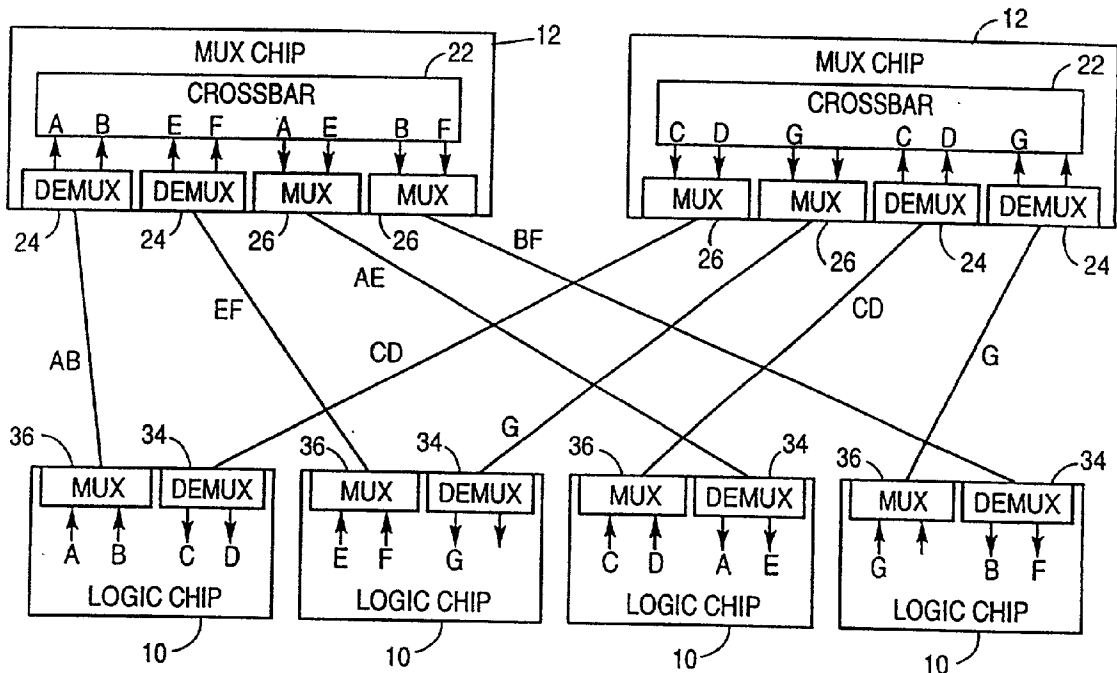 12
MUX CHIP
22
CROSSBAR
A B E F A E B F
DEMUX DEMUX MUX MUX
24 24 26 26
12
MUX CHIP
22
CROSSBAR
C D G C D G
MUX MUX DEMUX DEMUX
26 26 24 24
AB
EF
AE
BF
CD
G
CD
G
36 34
MUX DEMUX
A B C D
LOGIC CHIP
10
36 34
MUX DEMUX
E F G
LOGIC CHIP
10
36 34
MUX DEMUX
C D A E
LOGIC CHIP
10
36 34
MUX DEMUX
G B F
LOGIC CHIP
10